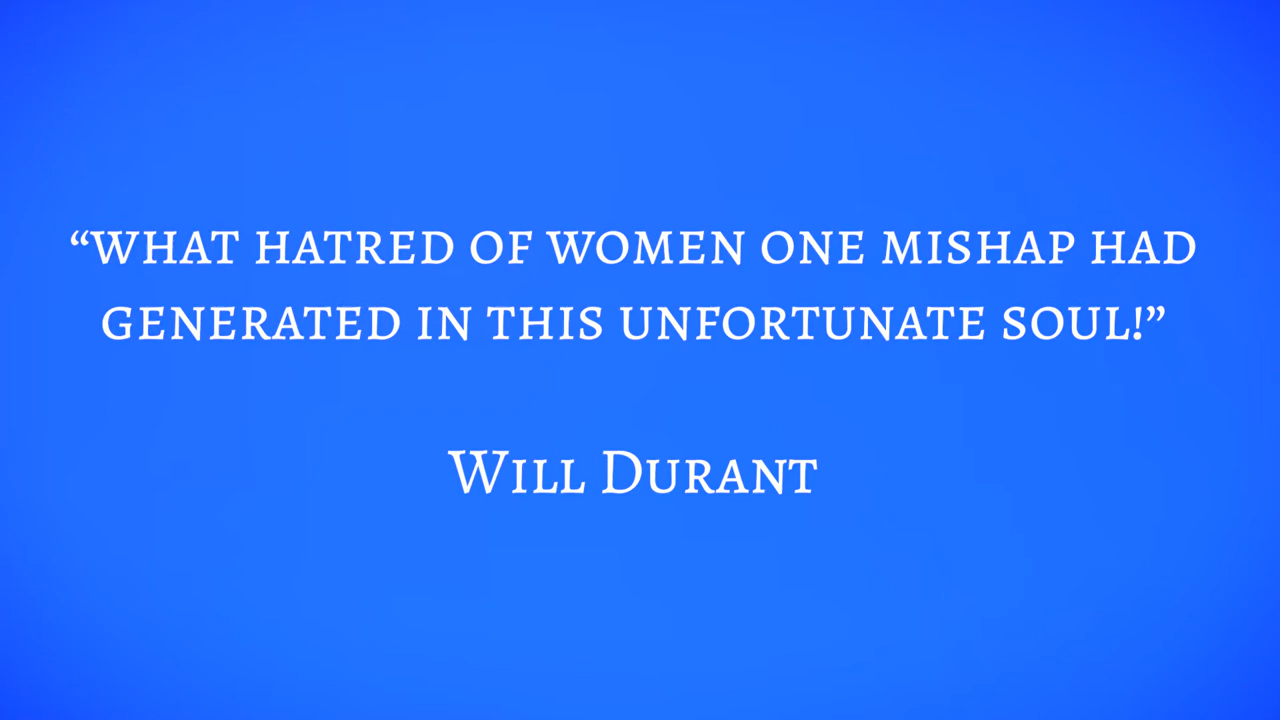 “WHAT HATRED OF WOMEN ONE MISHAP HAD
GENERATED IN THIS UNFORTUNATE SOUL!”
WILL DURANT